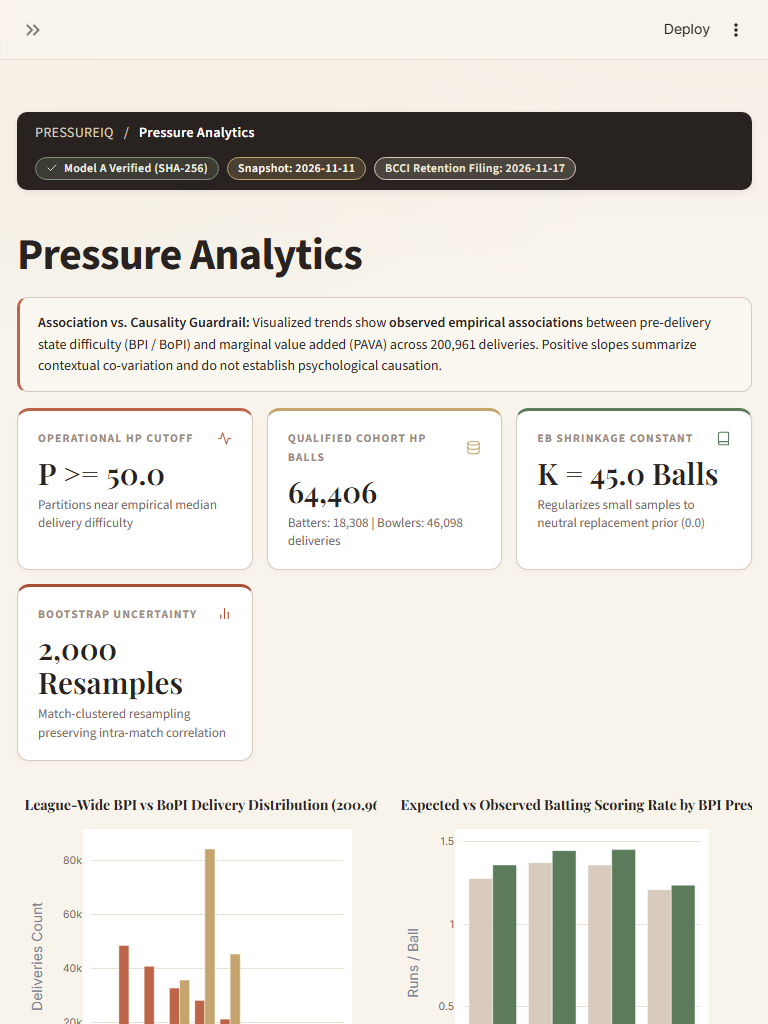 Deploy
PRESSUREIQ / Pressure Analytics
Model A Verified (SHA-256)
Snapshot: 2026-11-11
BCCI Retention Filing: 2026-11-17
Pressure Analytics
Association vs. Causality Guardrail: Visualized trends show observed empirical associations between pre-delivery
state difficulty (BPI / BoPI) and marginal value added (PAVA) across 200,961 deliveries. Positive slopes summarize
contextual co-variation and do not establish psychological causation.
OPERATIONAL HP CUTOFF
P >= 50.0
Partitions near empirical median
delivery difficulty
QUALIFIED COHORT HP
BALLS
64,406
Batters: 18,308 | Bowlers: 46,098
deliveries
EB SHRINKAGE CONSTANT
K = 45.0 Balls
Regularizes small samples to
neutral replacement prior (0.0)
BOOTSTRAP UNCERTAINTY
2,000
Resamples
Match-clustered resampling
preserving intra-match correlation
League-Wide BPI vs BoPI Delivery Distribution (200,96
80k
60k
40k
20k
Deliveries Count
Expected vs Observed Batting Scoring Rate by BPI Pres
1.5
1
0.5
Runs / Ball